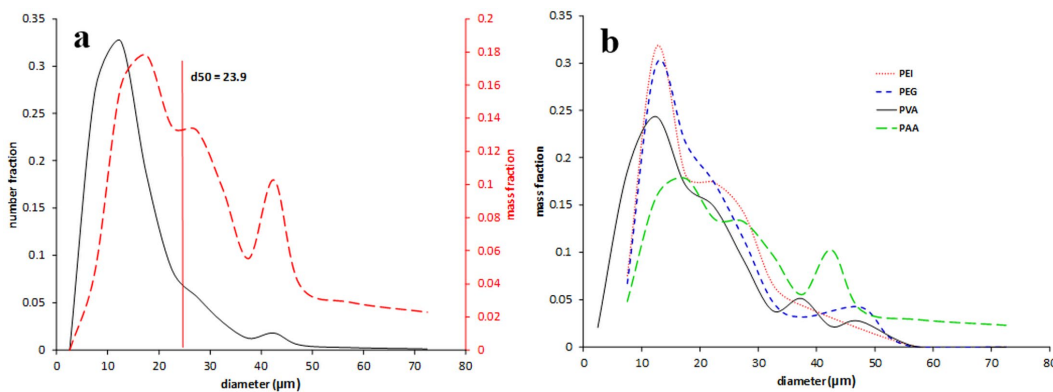 a
number fraction
0.35
0.3
0.25
0.2
0.15
0.1
0.05
0
0 10 20 30 40 50 60 70 80
diameter (µm)
d50 = 23.9
0.2
0.18
0.16
0.14
0.12
0.1
0.08
0.06
0.04
0.02
0
mass fraction
b
mass fraction
0.35
0.3
0.25
0.2
0.15
0.1
0.05
0
0 10 20 30 40 50 60 70 80
diameter (µm)
PEI
PEG
PVA
PAA